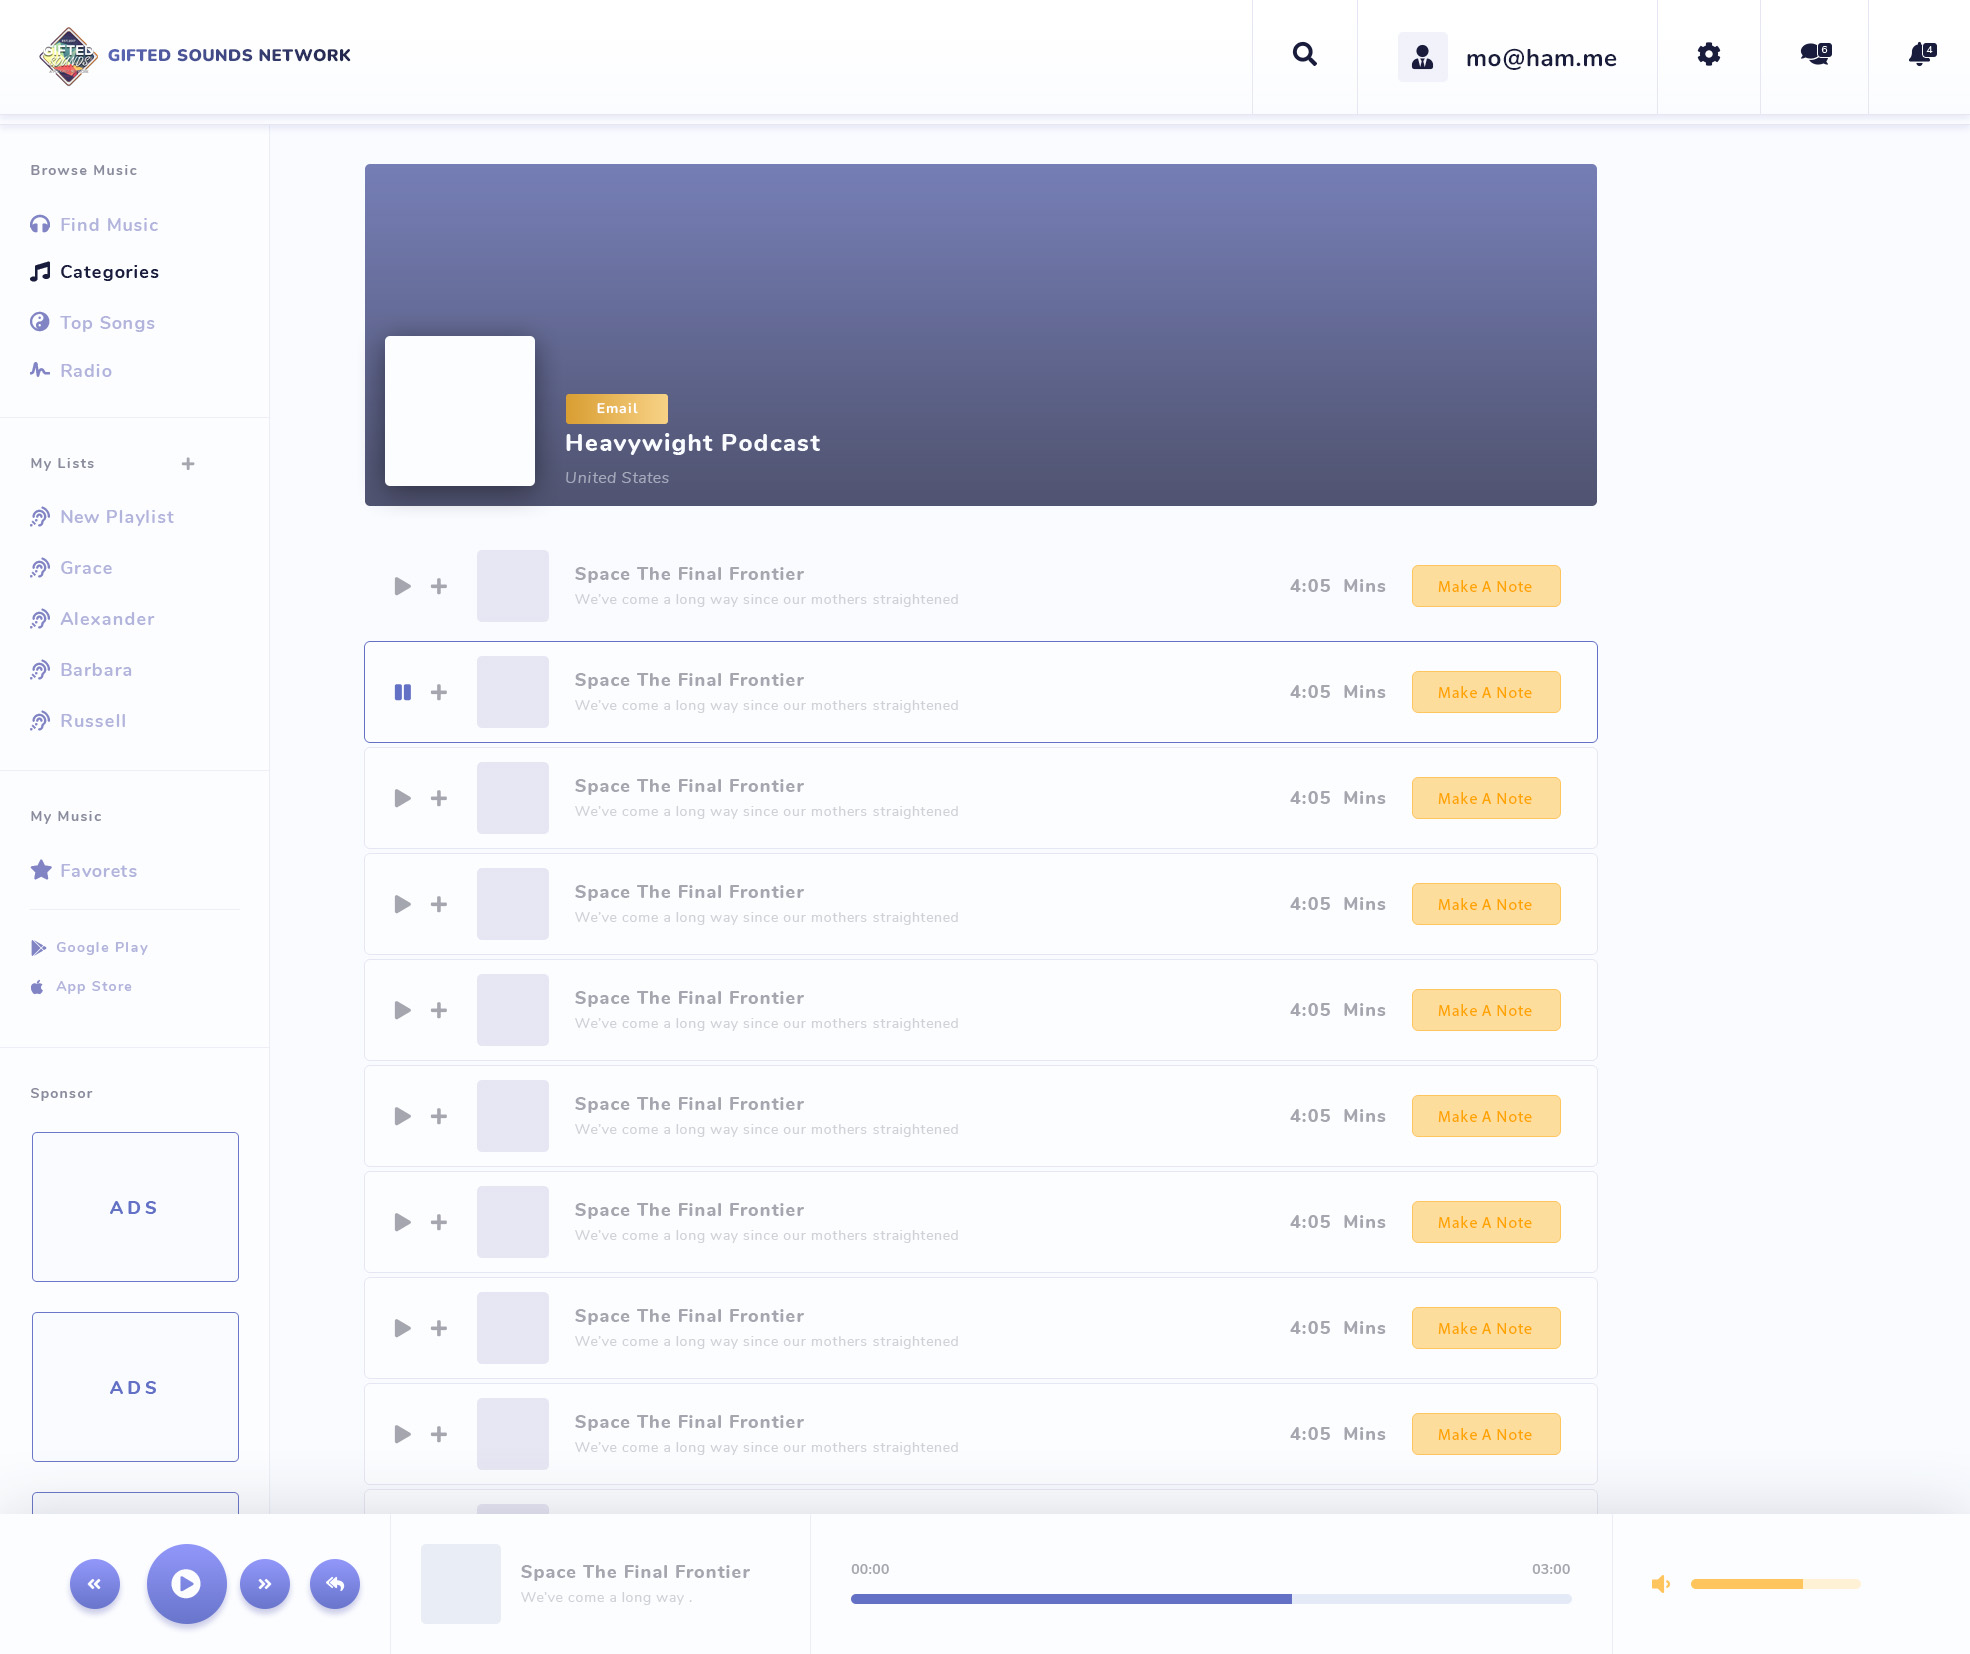 GIFTED SOUNDS
GIFTED SOUNDS NETWORK
mo@ham.me
6
4
Browse Music
Find Music
Categories
Top Songs
Radio
My Lists
New Playlist
Grace
Alexander
Barbara
Russell
My Music
Favorets
Google Play
App Store
Sponsor
ADS
ADS
Email
Heavywight Podcast
United States
Space The Final Frontier
We've come a long way since our mothers straightened
4:05 Mins
Make A Note
Space The Final Frontier
We've come a long way since our mothers straightened
4:05 Mins
Make A Note
Space The Final Frontier
We've come a long way since our mothers straightened
4:05 Mins
Make A Note
Space The Final Frontier
We've come a long way since our mothers straightened
4:05 Mins
Make A Note
Space The Final Frontier
We've come a long way since our mothers straightened
4:05 Mins
Make A Note
Space The Final Frontier
We've come a long way since our mothers straightened
4:05 Mins
Make A Note
Space The Final Frontier
We've come a long way since our mothers straightened
4:05 Mins
Make A Note
Space The Final Frontier
We've come a long way since our mothers straightened
4:05 Mins
Make A Note
Space The Final Frontier
We've come a long way since our mothers straightened
4:05 Mins
Make A Note
Space The Final Frontier
We've come a long way .
00:00
03:00